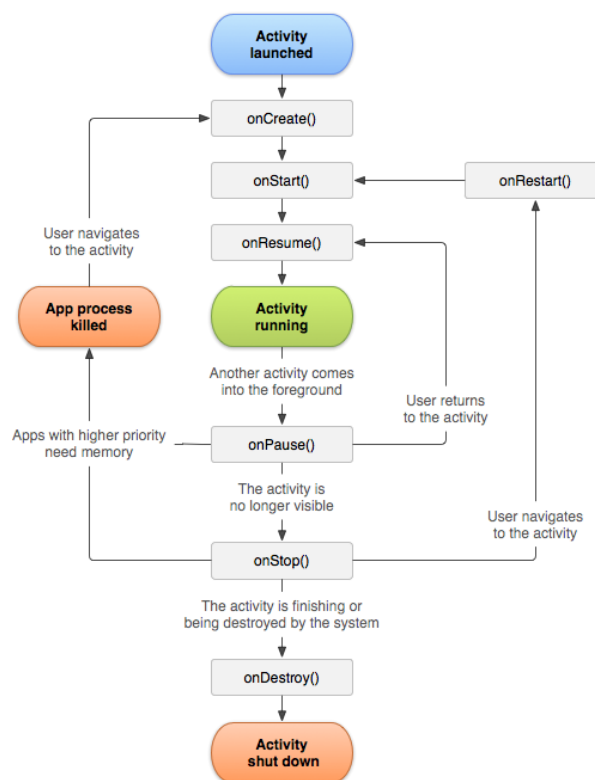 Activity
launched
onCreate()
onStart()
onRestart()
User navigates
to the activity
onResume()
App process
killed
Activity
running
Another activity comes
into the foreground
User returns
to the activity
Apps with higher priority
need memory
onPause()
The activity is
no longer visible
User navigates
to the activity
onStop()
The activity is finishing or
being destroyed by the system
onDestroy()
Activity
shut down